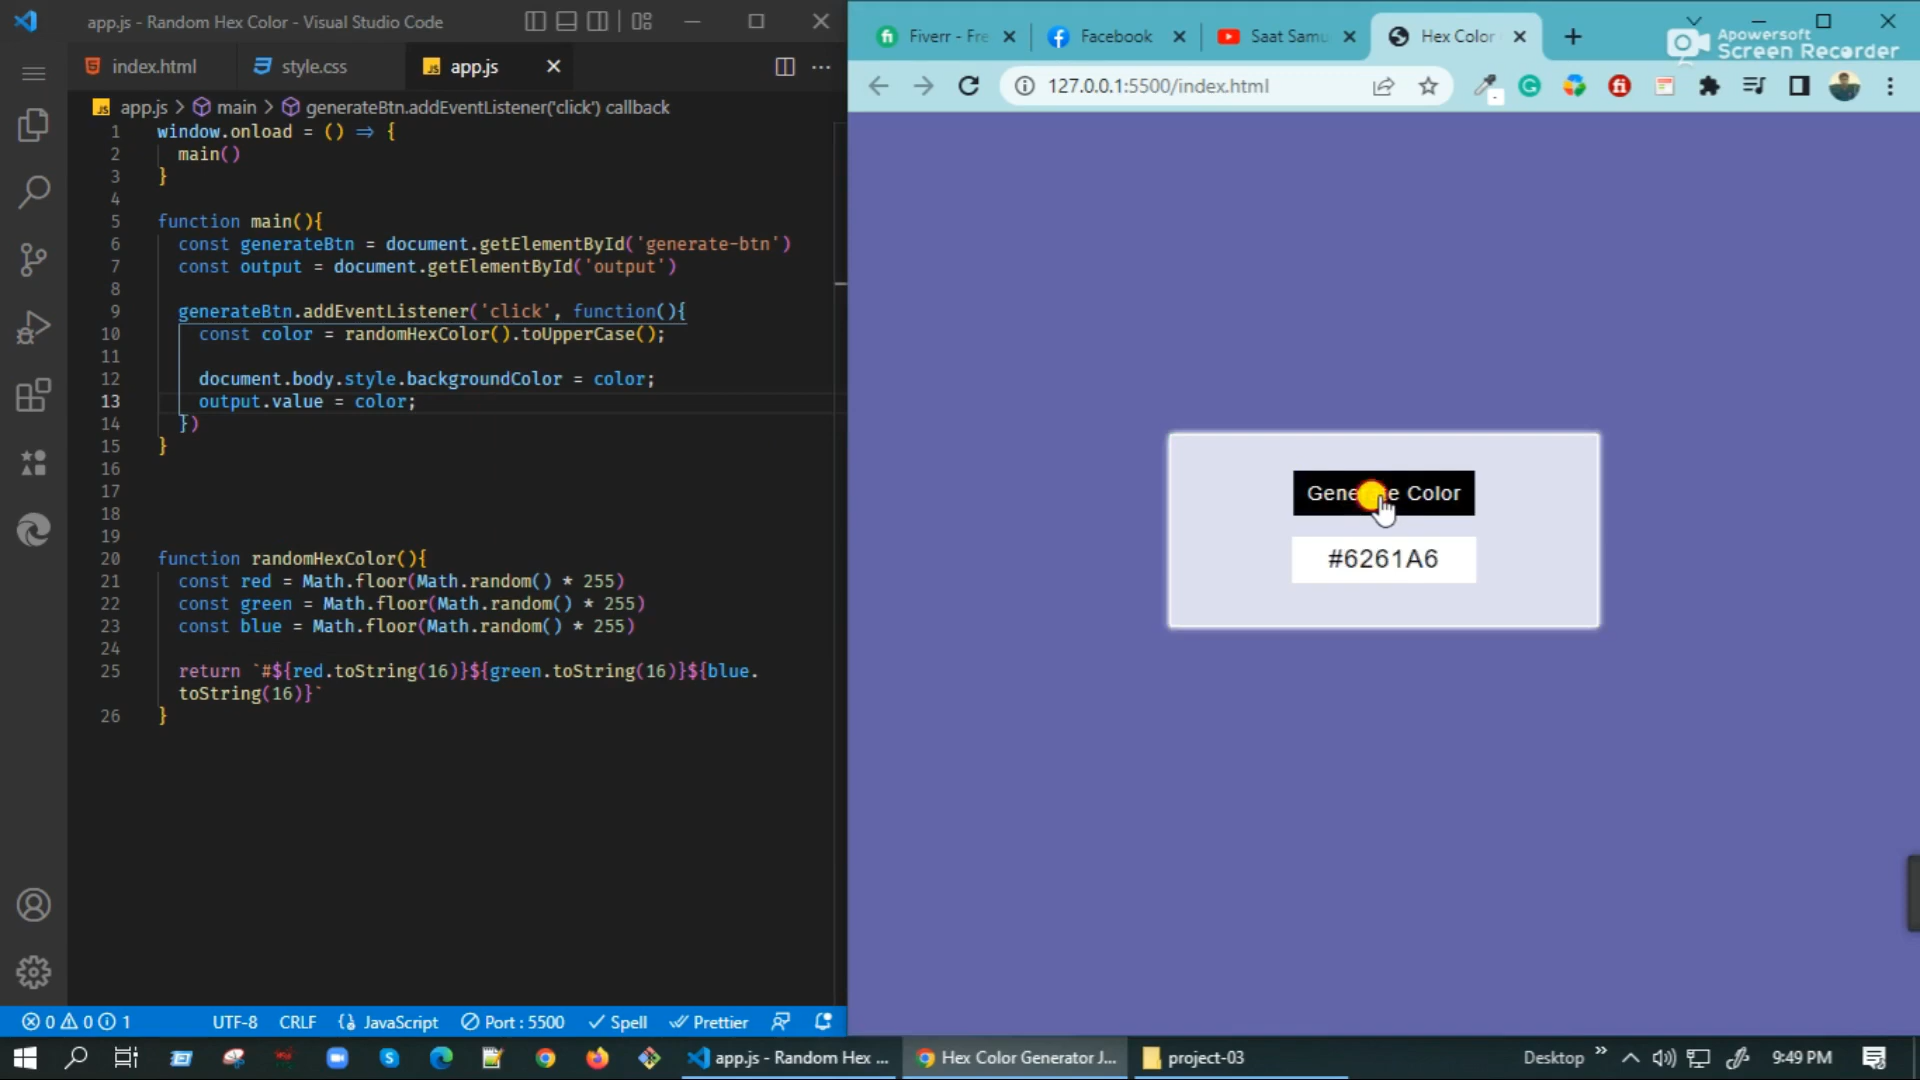 app.js - Random Hex Color - Visual Studio Code
index.html
style.css
app.js
app.js > main > generateBtn.addEventListener('click') callback
1 window.onload = () => {
2 main()
3 }
4
5 function main(){
6 const generateBtn = document.getElementById('generate-btn')
7 const output = document.getElementById('output')
8
9 generateBtn.addEventListener('click', function(){
10 const color = randomHexColor().toUpperCase();
11
12 document.body.style.backgroundColor = color;
13 output.value = color;
14 })
15 }
16
17
18
19
20 function randomHexColor(){
21 const red = Math.floor(Math.random() * 255)
22 const green = Math.floor(Math.random() * 255)
23 const blue = Math.floor(Math.random() * 255)
24
25 return `#${red.toString(16)}${green.toString(16)}${blue.
toString(16)}`
26 }
0 0 1
UTF-8
CRLF
JavaScript
Port : 5500
Spell
Prettier
Fiverr - Fre
Facebook
Saat Samu
Hex Color
Apowersoft
Screen Recorder
127.0.0.1:5500/index.html
Generate Color
#6261A6
app.js - Random Hex ...
Hex Color Generator J...
project-03
Desktop
9:49 PM